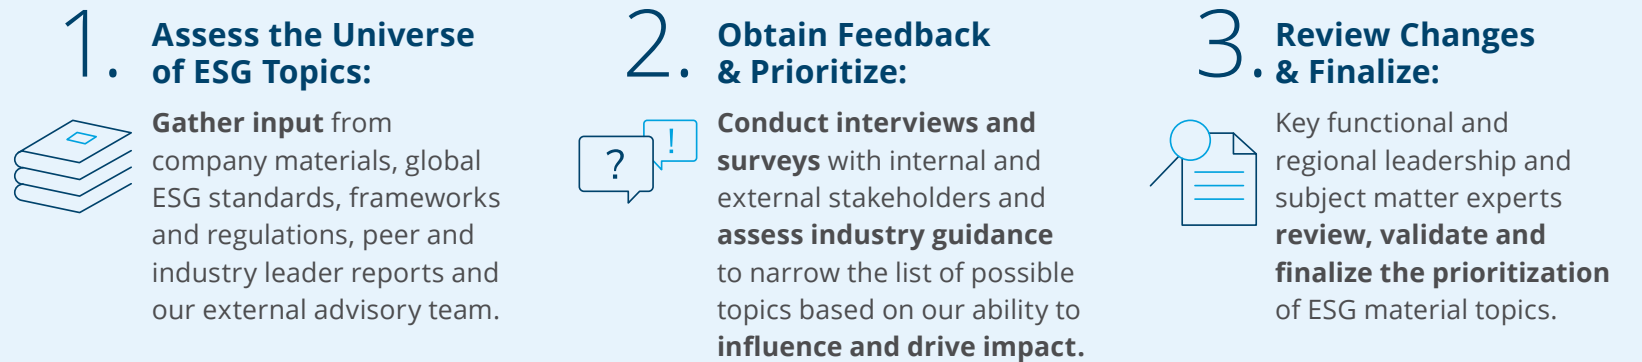 1.
Assess the Universe
of ESG Topics:
Gather input from
company materials, global
ESG standards, frameworks
and regulations, peer and
industry leader reports and
our external advisory team.
2.
Obtain Feedback
& Prioritize:
?
!
Conduct interviews and
surveys with internal and
external stakeholders and
assess industry guidance
to narrow the list of possible
topics based on our ability to
influence and drive impact.
3.
Review Changes
& Finalize:
Key functional and
regional leadership and
subject matter experts
review, validate and
finalize the prioritization
of ESG material topics.